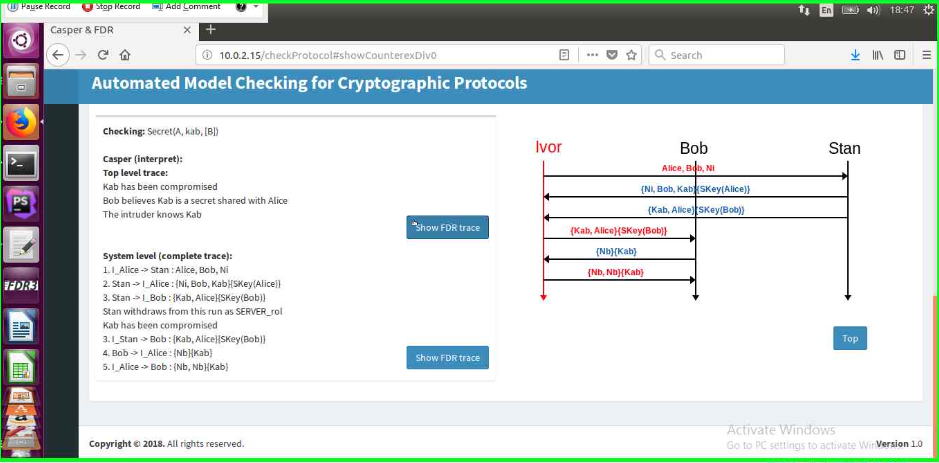 Pause Record Stop Record Add Comment
En 18:47
Casper & FDR
10.0.2.15/checkProtocol#showCounterexDiv0 Search
Automated Model Checking for Cryptographic Protocols
Checking: Secret(A, kab, [B])
Casper (interpret):
Top level trace:
Kab has been compromised
Bob believes Kab is a secret shared with Alice
The intruder knows Kab
Show FDR trace
System level (complete trace):
1. I_Alice -> Stan : Alice, Bob, Ni
2. Stan -> I_Alice : {Ni, Bob, Kab}{SKey(Alice)}
3. Stan -> I_Bob : {Kab, Alice}{SKey(Bob)}
Stan withdraws from this run as SERVER_rol
Kab has been compromised
3. I_Stan -> Bob : {Kab, Alice}{SKey(Bob)}
4. Bob -> I_Alice : {Nb}{Kab}
5. I_Alice -> Bob : {Nb, Nb}{Kab}
Show FDR trace
Ivor Bob Stan
Alice, Bob, Ni
{Ni, Bob, Kab}{SKey(Alice)}
{Kab, Alice}{SKey(Bob)}
{Kab, Alice}{SKey(Bob)}
{Nb}{Kab}
{Nb, Nb}{Kab}
Top
PS
FDR3
Activate Windows
Go to PC settings to activate
Copyright © 2018. All rights reserved.
Version 1.0